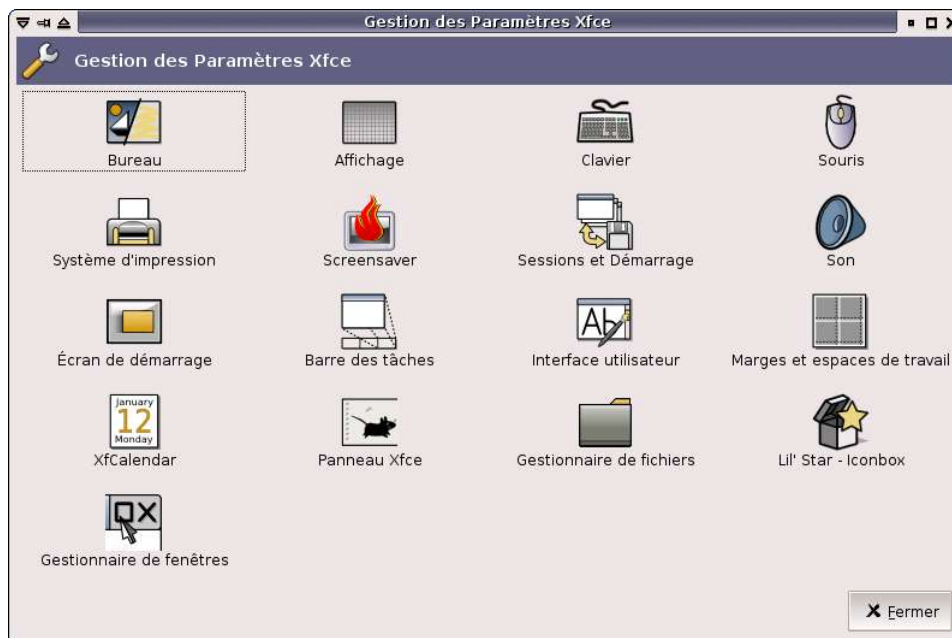 Gestion des Paramètres Xfce
Gestion des Paramètres Xfce
Bureau
Affichage
Clavier
Souris
Système d'impression
Screensaver
Sessions et Démarrage
Son
Écran de démarrage
Barre des tâches
Interface utilisateur
Marges et espaces de travail
January
12
Monday
XfCalendar
Panneau Xfce
Gestionnaire de fichiers
Lil' Star - Iconbox
Gestionnaire de fenêtres
Fermer